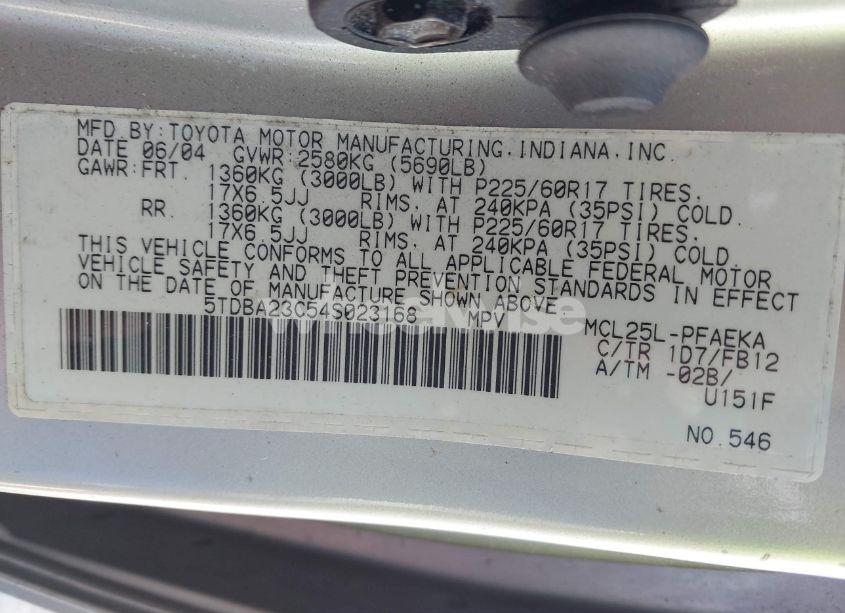 MFD.BY:TOYOTA MOTOR MANUFACTURING.INDIANA.INC.
DATE 06/04 GVWR:2580KG (5690LB)
GAWR:FRT. 1360KG (3000LB) WITH P225/60R17 TIRES.
17X6.5JJ RIMS. AT 240KPA (35PSI) COLD.
RR. 1360KG (3000LB) WITH P225/60R17 TIRES.
17X6.5JJ RIMS. AT 240KPA (35PSI) COLD.
THIS VEHICLE CONFORMS TO ALL APPLICABLE FEDERAL MOTOR
VEHICLE SAFETY AND THEFT PREVENTION STANDARDS IN EFFECT
ON THE DATE OF MANUFACTURE SHOWN ABOVE.
5TDBA23C54S023168 MPV
MCL25L-PFAEKA
C/TR 1D7/FB12
A/TM -02B/
U151F
NO.546
wheelwise